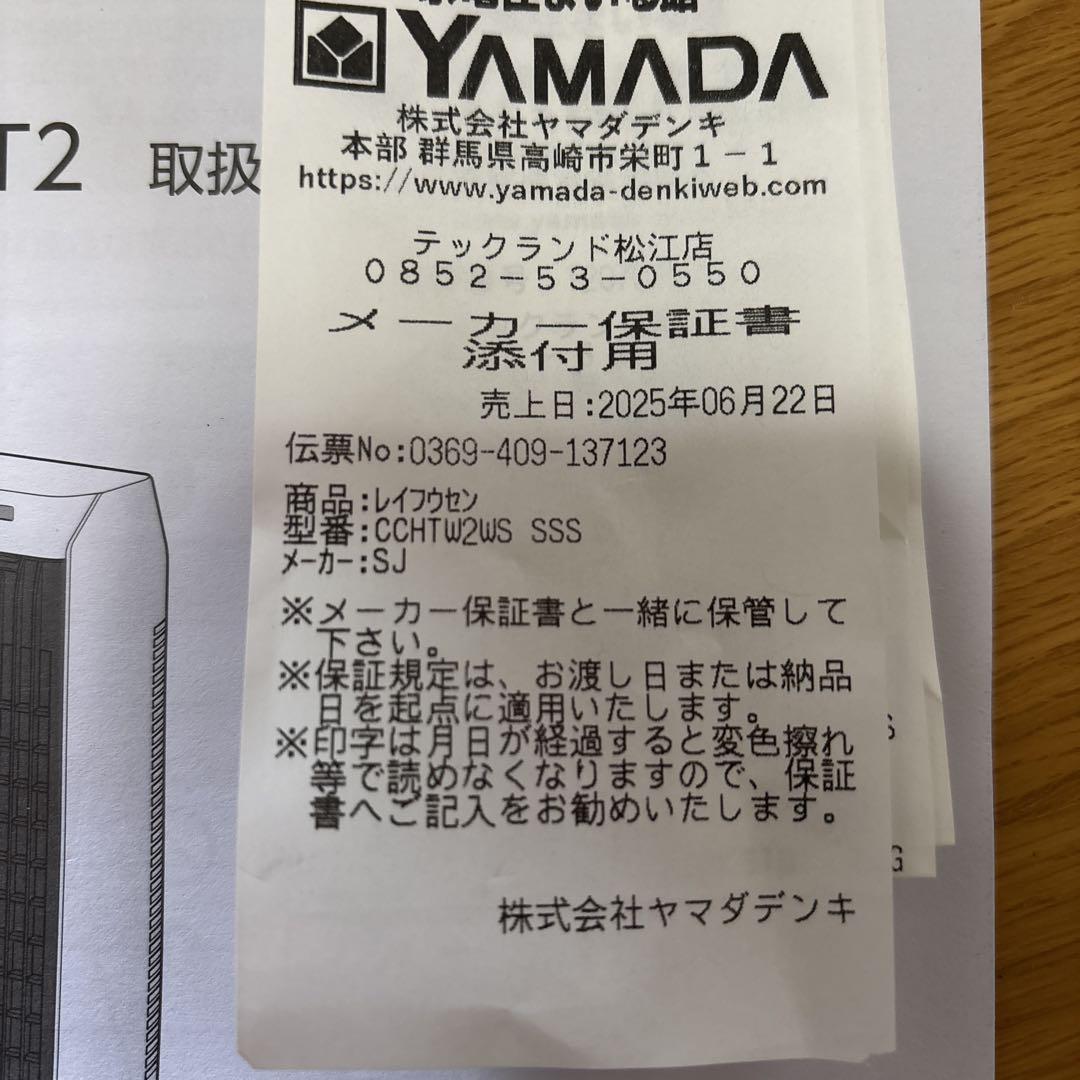 YAMADA
株式会社ヤマダデンキ
本部 群馬県高崎市栄町1-1
https://www.yamada-denkiweb.com
テックランド松江店
0852-53-0550
メーカー保証書
添付用
売上日:2025年06月22日
伝票No:0369-409-137123
商品:レイフウセン
型番:CCHTW2WS SSS
メーカー:SJ
※メーカー保証書と一緒に保管して
下さい。
※保証規定は、お渡し日または納品
日を起点に適用いたします。
※印字は月日が経過すると変色擦れ
等で読めなくなりますので、保証
書へご記入をお勧めいたします。
株式会社ヤマダデンキ
T2 取扱
S
G